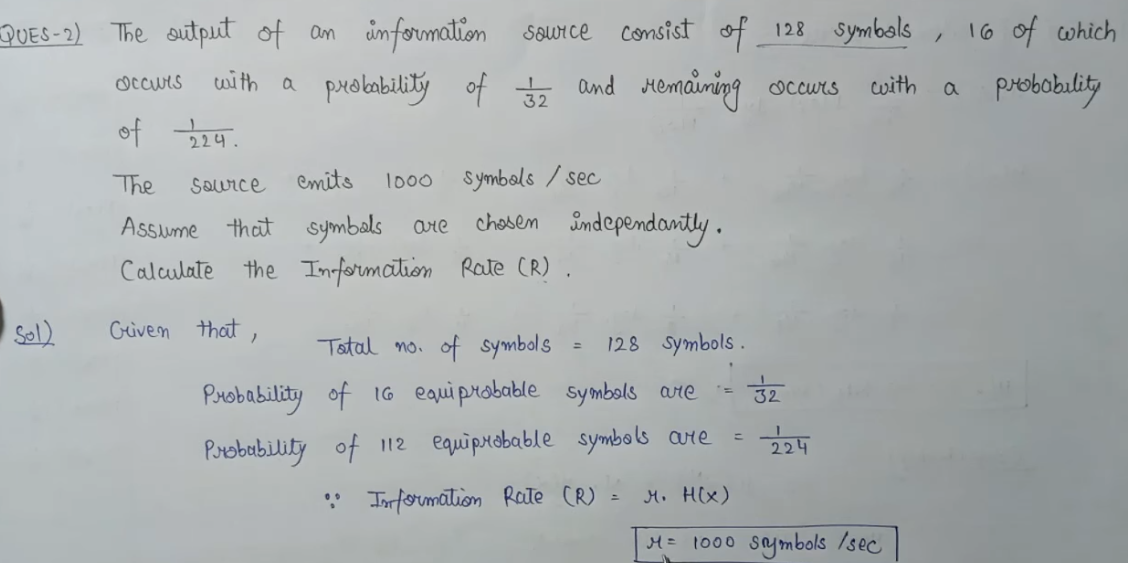 QUES-2) The output of an information source consist of 128 symbols, 16 of which
occurs with a probability of 1/32 and remaining occurs with a probability
of 1/224.
The source emits 1000 symbols / sec
Assume that symbols are chosen independantly.
Calculate the Information Rate (R).
Sol) Given that,
Total no. of symbols = 128 symbols.
Probability of 16 equiprobable symbols are = 1/32
Probability of 112 equiprobable symbols are = 1/224
∵ Information Rate (R) = r. H(x)
r = 1000 symbols /sec